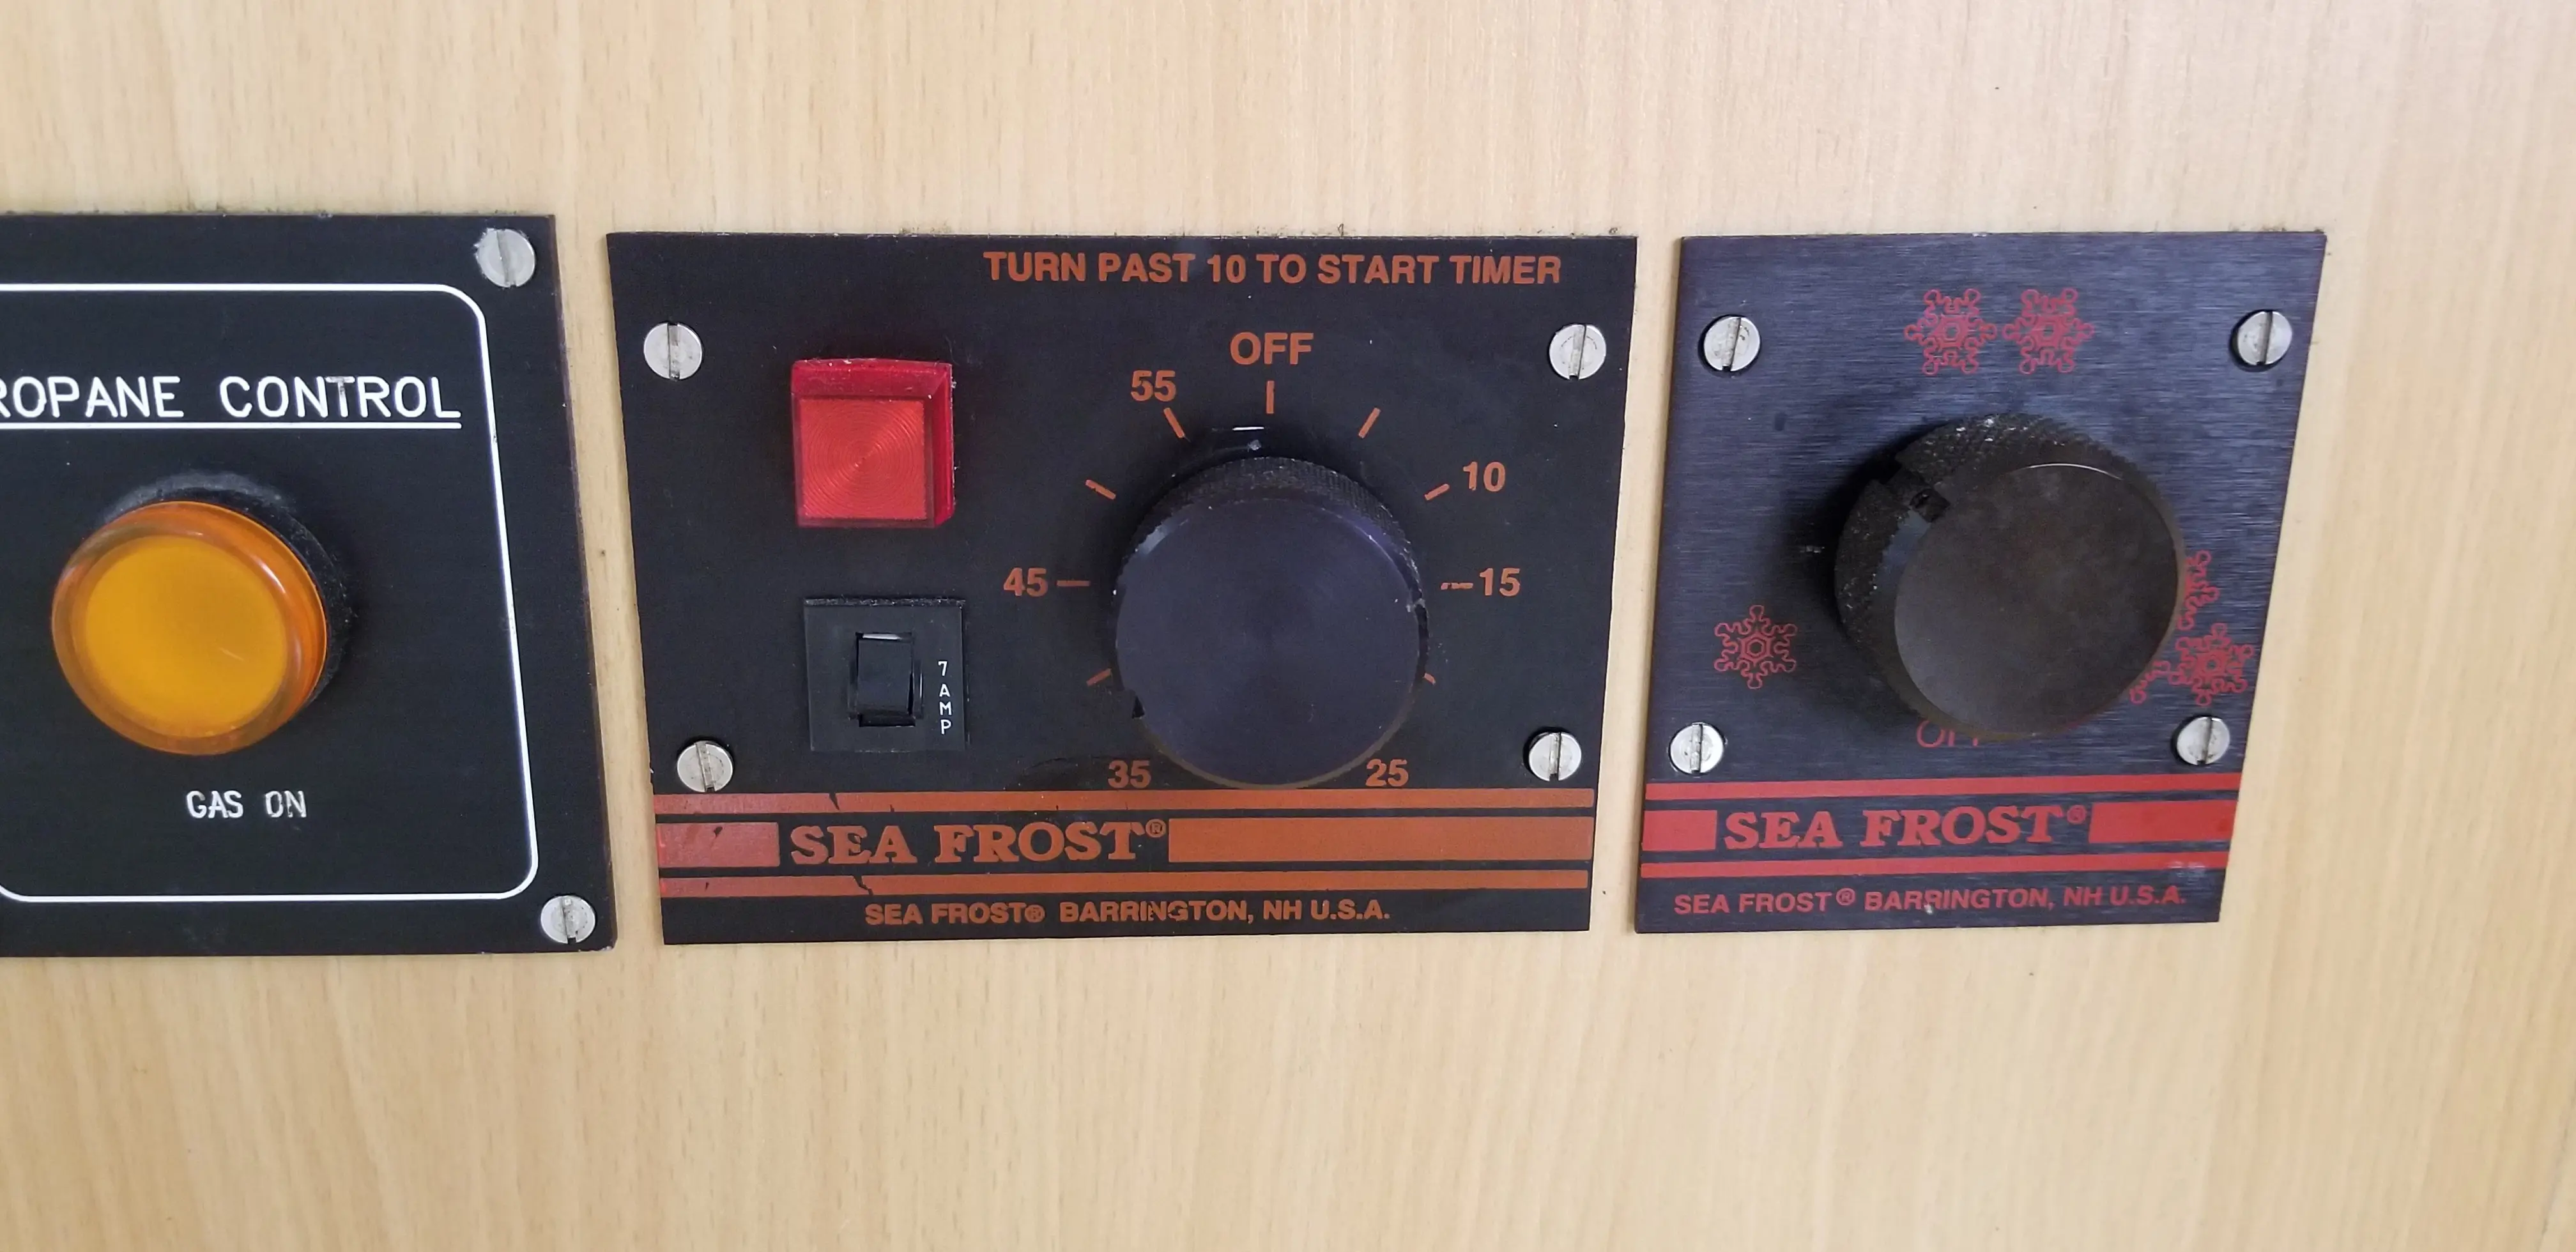 ROPANE CONTROL
GAS ON
TURN PAST 10 TO START TIMER
OFF
55
10
45
15
7 AMP
35
25
SEA FROST®
SEA FROST® BARRINGTON, NH U.S.A.
OFF
SEA FROST®
SEA FROST® BARRINGTON, NH U.S.A.